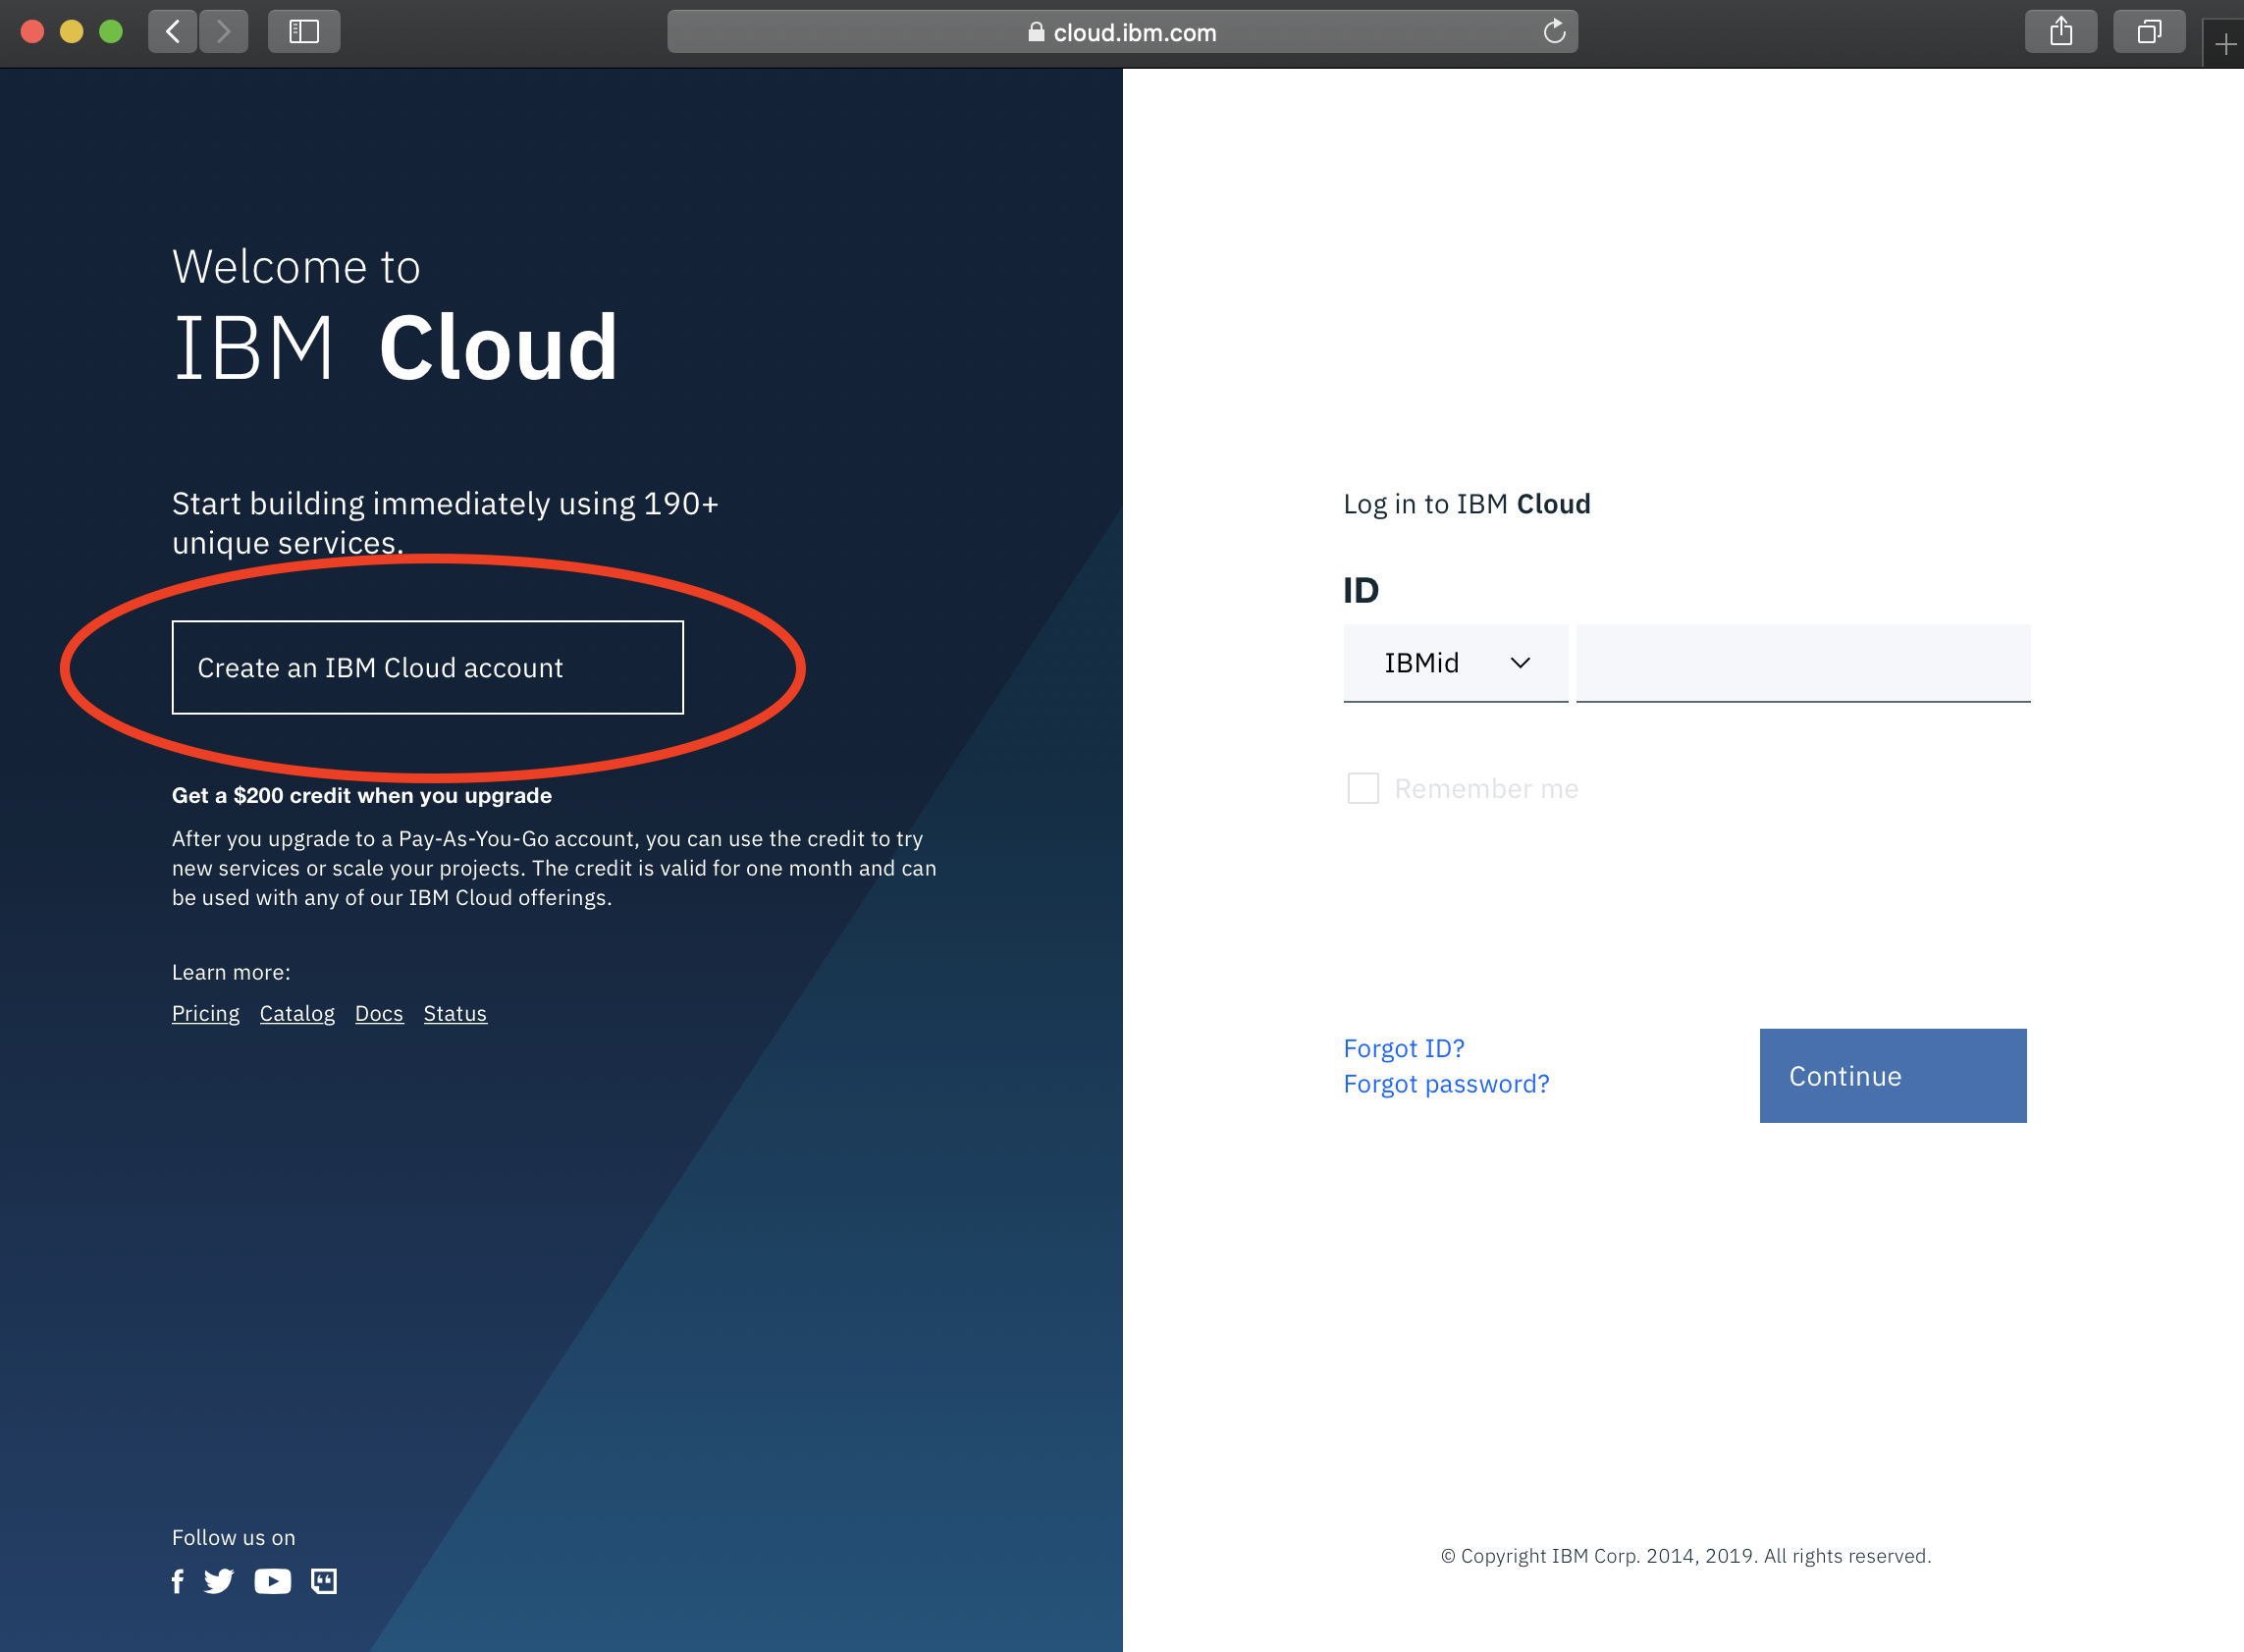 cloud.ibm.com
Welcome to
IBM Cloud
Start building immediately using 190+
unique services.
Create an IBM Cloud account
Get a $200 credit when you upgrade
After you upgrade to a Pay-As-You-Go account, you can use the credit to try
new services or scale your projects. The credit is valid for one month and can
be used with any of our IBM Cloud offerings.
Learn more:
Pricing Catalog Docs Status
Follow us on
Log in to IBM Cloud
ID
IBMid
Remember me
Forgot ID?
Forgot password?
Continue
© Copyright IBM Corp. 2014, 2019. All rights reserved.